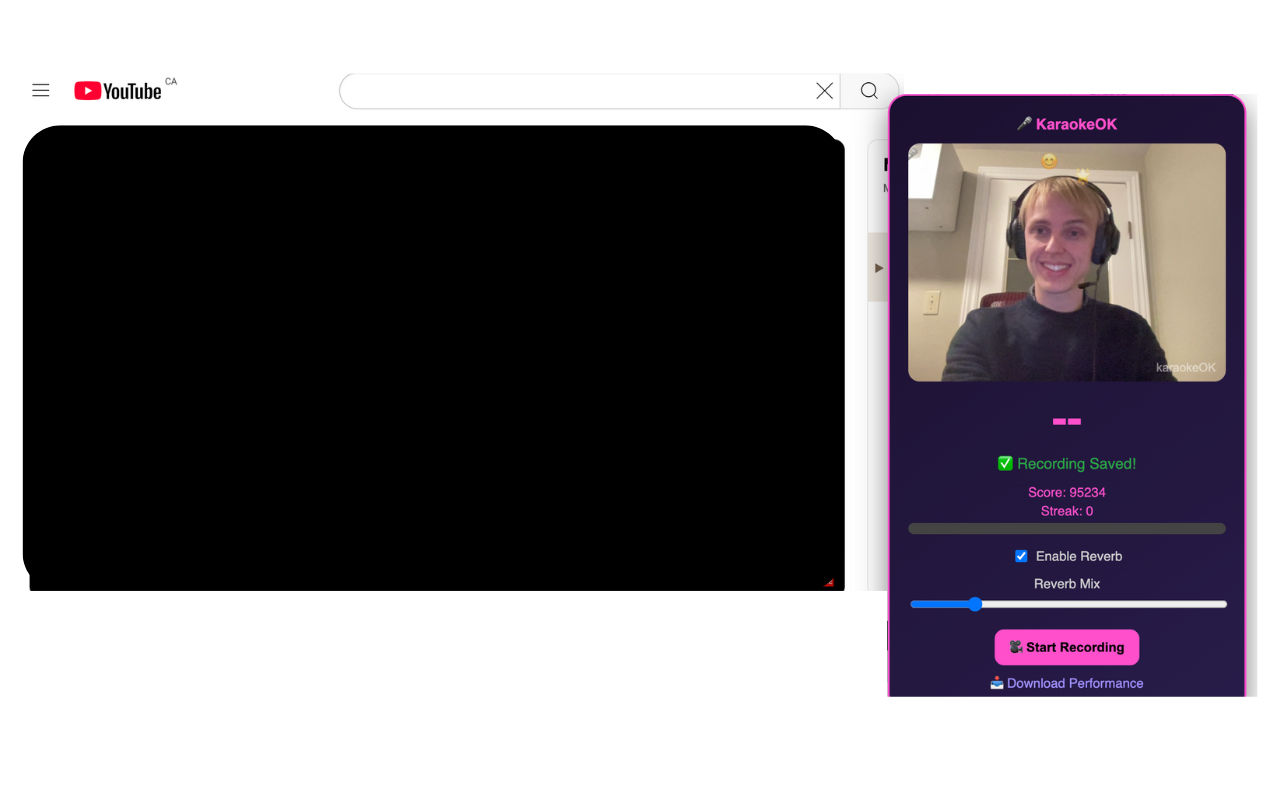 YouTube CA
KaraokeOK
karaokeOK
--
Recording Saved!
Score: 95234
Streak: 0
Enable Reverb
Reverb Mix
Start Recording
Download Performance